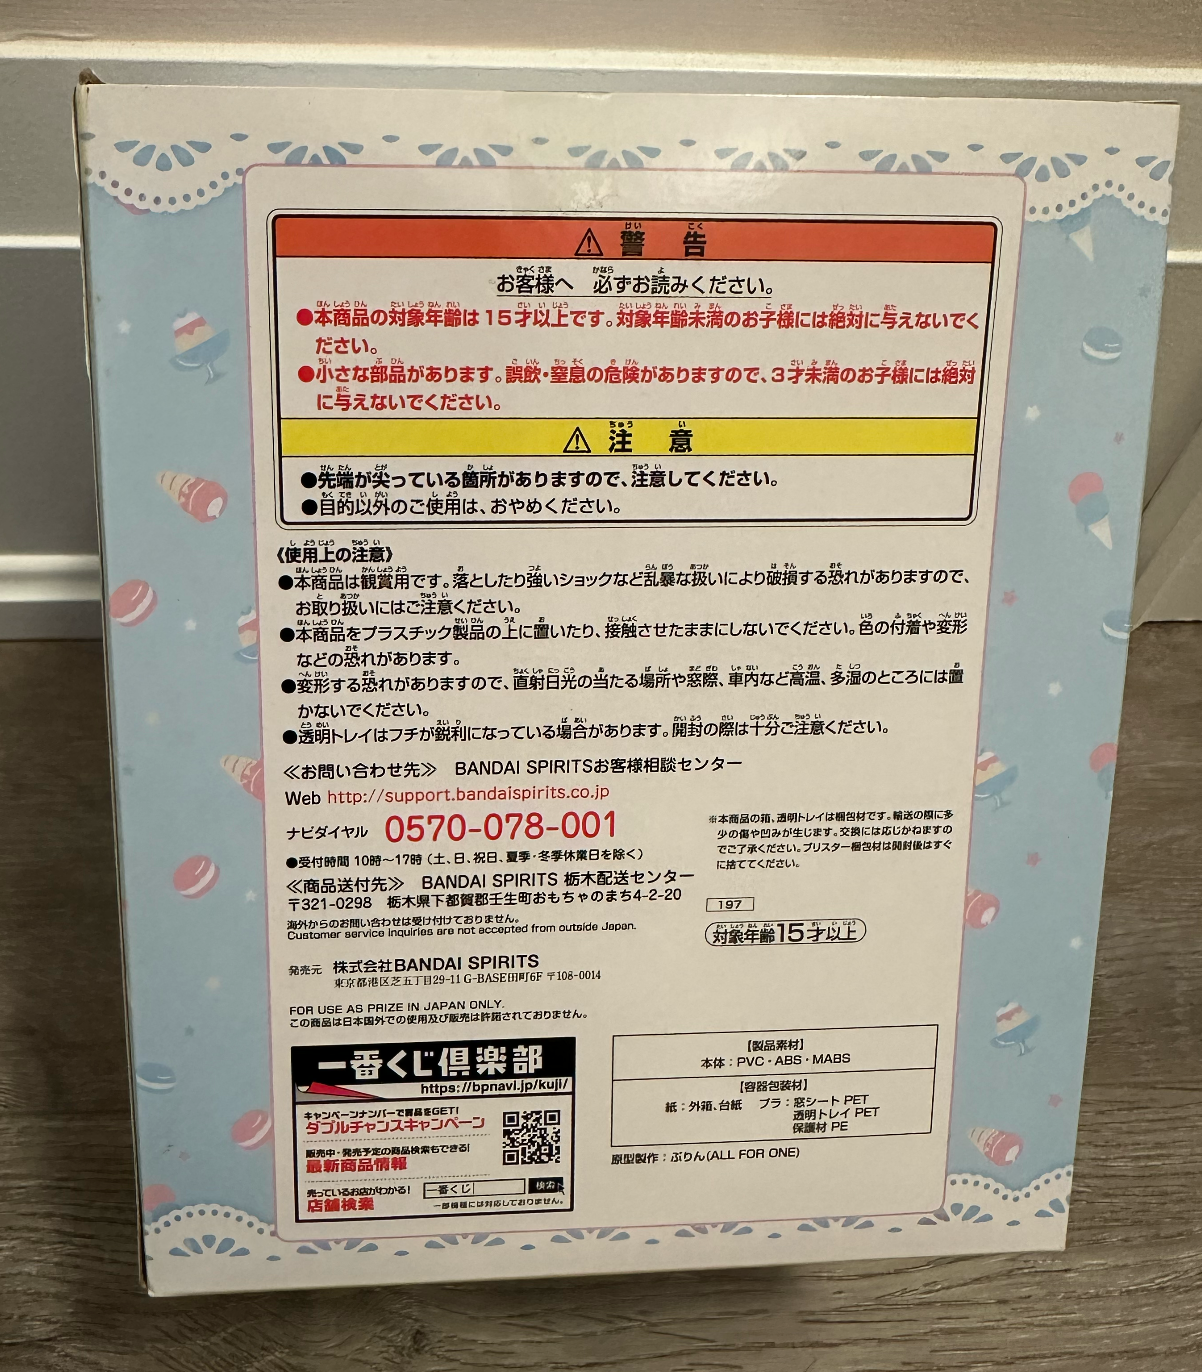 ⚠ 警 告
お客様へ 必ずお読みください。
●本商品の対象年齢は15才以上です。対象年齢未満のお子様には絶対に与えないでく
ださい。
●小さな部品があります。誤飲・窒息の危険がありますので、3才未満のお子様には絶対
に与えないでください。
⚠ 注 意
●先端が尖っている箇所がありますので、注意してください。
●目的以外のご使用は、おやめください。
《使用上の注意》
●本商品は観賞用です。落としたり強いショックなど乱暴な扱いにより破損する恐れがありますので、
お取り扱いにはご注意ください。
●本商品をプラスチック製品の上に置いたり、接触させたままにしないでください。色の付着や変形
などの恐れがあります。
●変形する恐れがありますので、直射日光の当たる場所や窓際、車内など高温、多湿のところには置
かないでください。
●透明トレイはフチが鋭利になっている場合があります。開封の際は十分ご注意ください。
≪お問い合わせ先≫ BANDAI SPIRITSお客様相談センター
Web http://support.bandaispirits.co.jp
ナビダイヤル 0570-078-001
●受付時間 10時～17時(土、日、祝日、夏季・冬季休業日を除く)
≪商品送付先≫ BANDAI SPIRITS 栃木配送センター
〒321-0298 栃木県下都賀郡壬生町おもちゃのまち4-2-20
海外からのお問い合わせは受け付けておりません。
Customer service inquiries are not accepted from outside Japan.
※本商品の箱、透明トレイは梱包材です。輸送の際に多
少の傷や凹みが生じます。交換には応じかねますの
でご了承ください。ブリスター梱包材は開封後はすぐ
に捨ててください。
197
対象年齢15才以上
発売元 株式会社BANDAI SPIRITS
東京都港区芝五丁目29-11 G-BASE田町6F 〒108-0014
FOR USE AS PRIZE IN JAPAN ONLY.
この商品は日本国外での使用及び販売は許諾されておりません。
一番くじ倶楽部
https://bpnavi.jp/kuji/
キャンペーンナンバーで賞品をGET!
ダブルチャンスキャンペーン
販売中・発売予定の商品検索もできる!
最新商品情報
売っているお店がわかる!
店舗検索
一番くじ 検索
一部機種には対応しておりません。
【製品素材】
本体:PVC・ABS・MABS
【容器包装材】
紙:外箱、台紙 プラ:窓シート PET
透明トレイ PET
保護材 PE
原型製作:ぷりん(ALL FOR ONE)